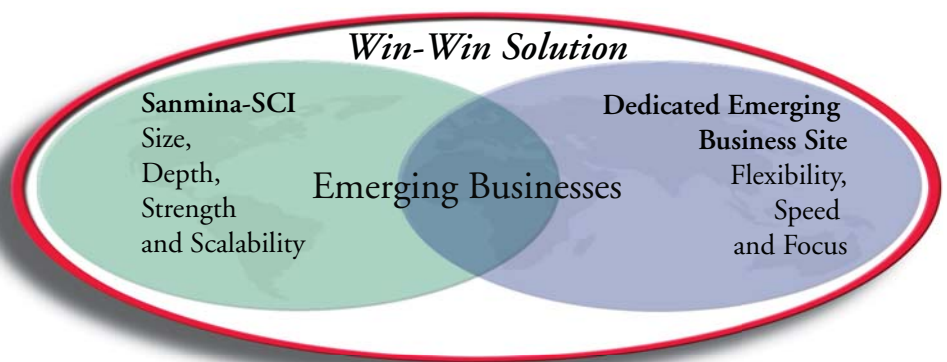 Win-Win Solution
Sanmina-SCI
Size,
Depth,
Strength
and Scalability
Emerging Businesses
Dedicated Emerging
Business Site
Flexibility,
Speed
and Focus